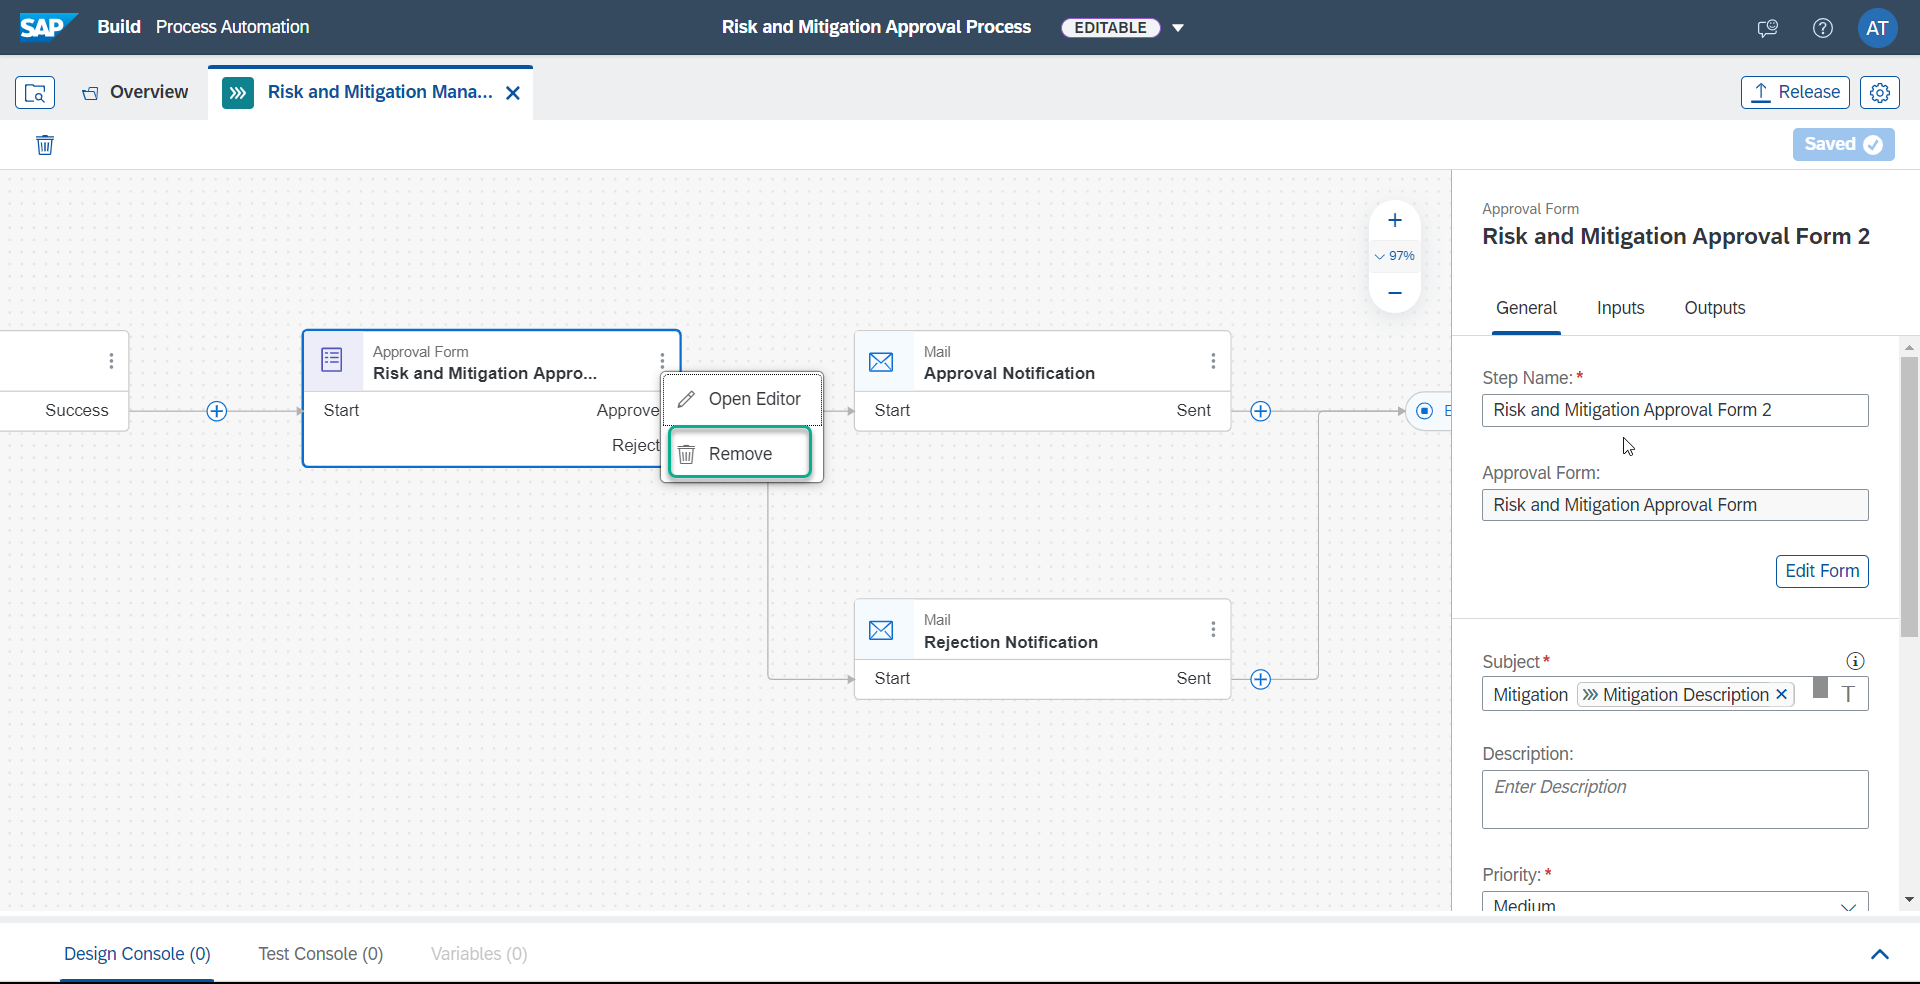 SAP Build Process Automation
Risk and Mitigation Approval Process EDITABLE
AT
Overview
Risk and Mitigation Mana...
Release
Saved
97%
Success
Approval Form
Risk and Mitigation Appro...
Start
Approve
Reject
Open Editor
Remove
Mail
Approval Notification
Start
Sent
E
Mail
Rejection Notification
Start
Sent
Approval Form
Risk and Mitigation Approval Form 2
General Inputs Outputs
Step Name: *
Risk and Mitigation Approval Form 2
Approval Form:
Risk and Mitigation Approval Form
Edit Form
Subject *
Mitigation Mitigation Description
Description:
Enter Description
Priority: *
Medium
Design Console (0) Test Console (0) Variables (0)